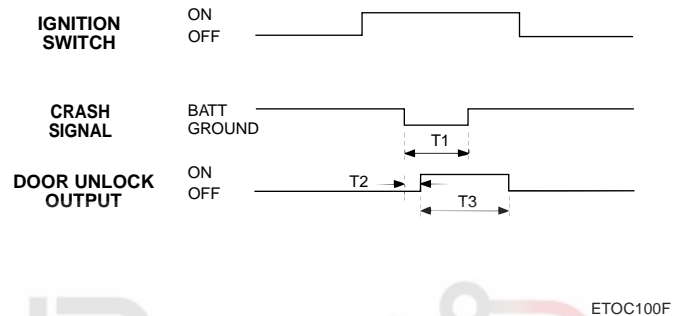 IGNITION
SWITCH
ON
OFF
CRASH
SIGNAL
BATT
GROUND
T1
DOOR UNLOCK
OUTPUT
ON
OFF
T2
T3
ETOC100F